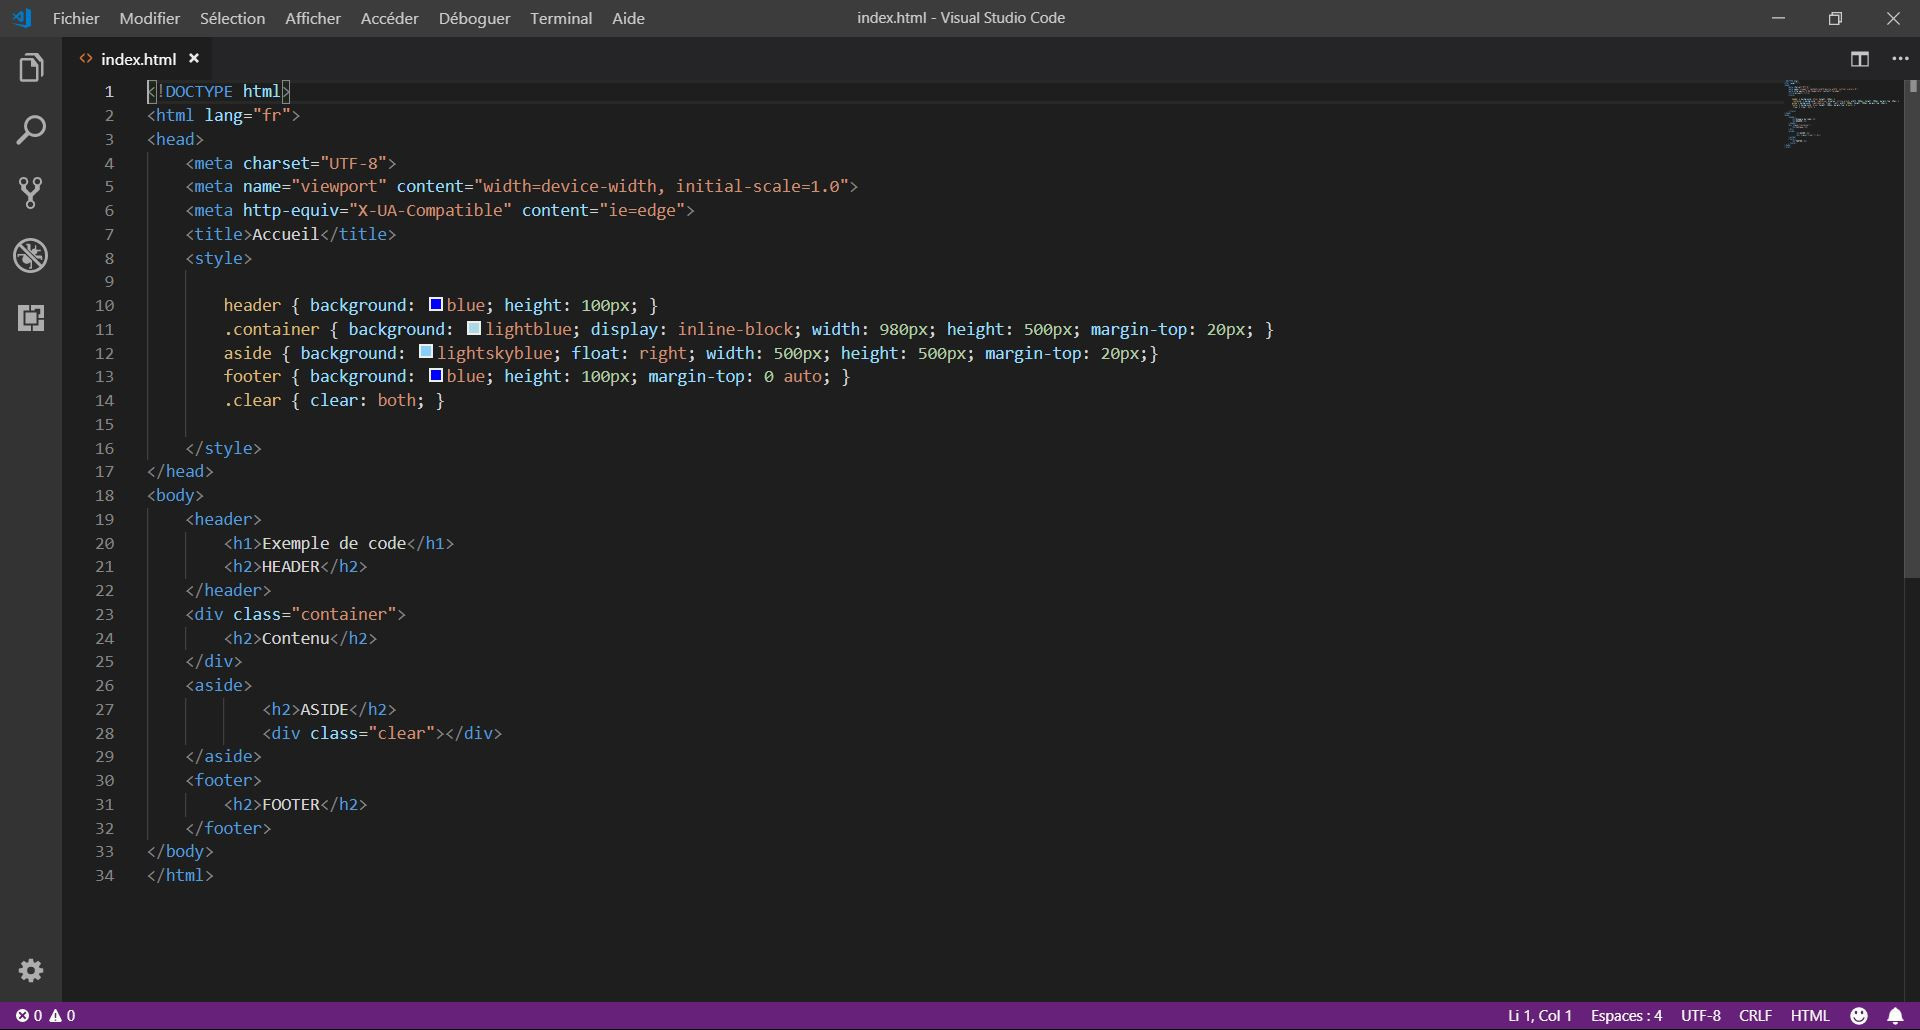 Fichier Modifier Sélection Afficher Accéder Déboguer Terminal Aide index.html - Visual Studio Code
index.html
1 <!DOCTYPE html>
2 <html lang="fr">
3 <head>
4 <meta charset="UTF-8">
5 <meta name="viewport" content="width=device-width, initial-scale=1.0">
6 <meta http-equiv="X-UA-Compatible" content="ie=edge">
7 <title>Accueil</title>
8 <style>
9
10 header { background: blue; height: 100px; }
11 .container { background: lightblue; display: inline-block; width: 980px; height: 500px; margin-top: 20px; }
12 aside { background: lightskyblue; float: right; width: 500px; height: 500px; margin-top: 20px;}
13 footer { background: blue; height: 100px; margin-top: 0 auto; }
14 .clear { clear: both; }
15
16 </style>
17 </head>
18 <body>
19 <header>
20 <h1>Exemple de code</h1>
21 <h2>HEADER</h2>
22 </header>
23 <div class="container">
24 <h2>Contenu</h2>
25 </div>
26 <aside>
27 <h2>ASIDE</h2>
28 <div class="clear"></div>
29 </aside>
30 <footer>
31 <h2>FOOTER</h2>
32 </footer>
33 </body>
34 </html>
0 0 Li 1, Col 1 Espaces : 4 UTF-8 CRLF HTML